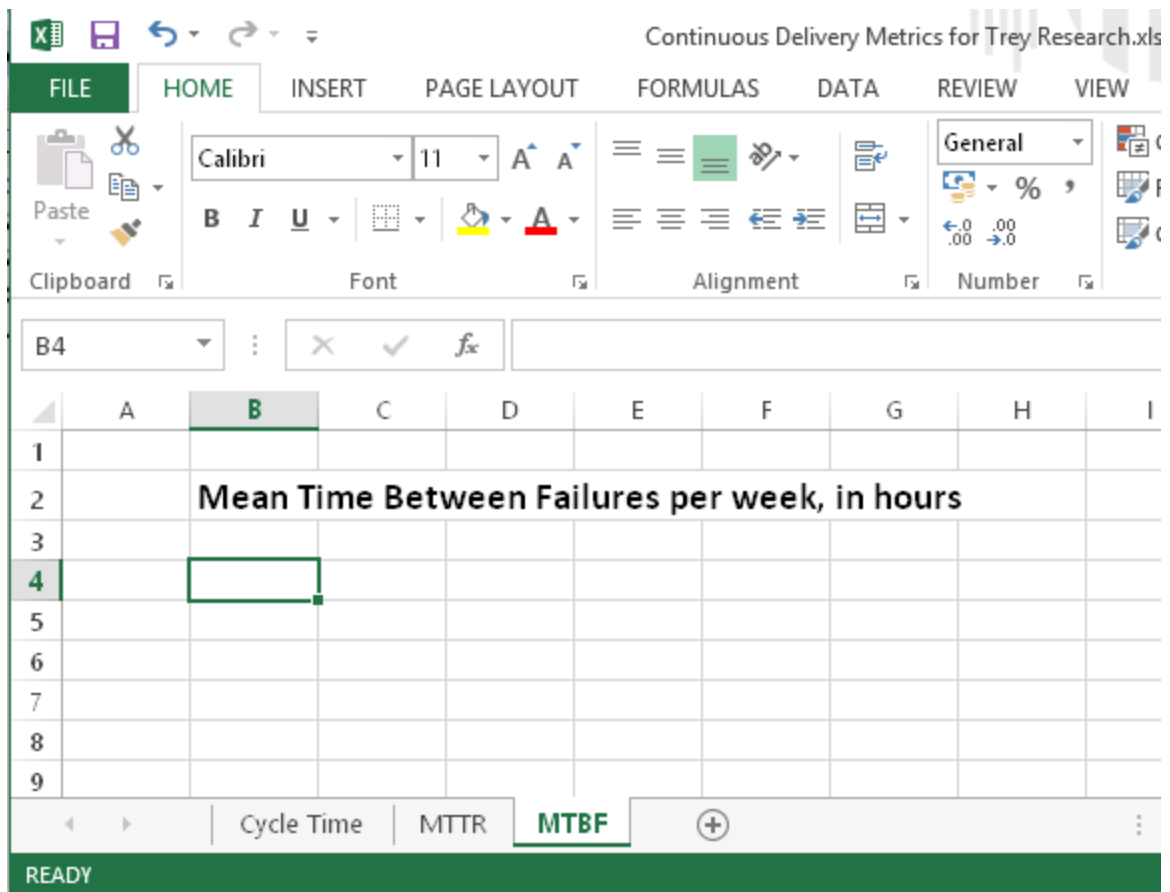 Continuous Delivery Metrics for Trey Research.xls
FILE HOME INSERT PAGE LAYOUT FORMULAS DATA REVIEW VIEW
Calibri 11 General
Paste B I U A % ,
Clipboard Font Alignment Number
B4 fx
A B C D E F G H I
1
2 Mean Time Between Failures per week, in hours
3
4
5
6
7
8
9
Cycle Time MTTR MTBF
READY